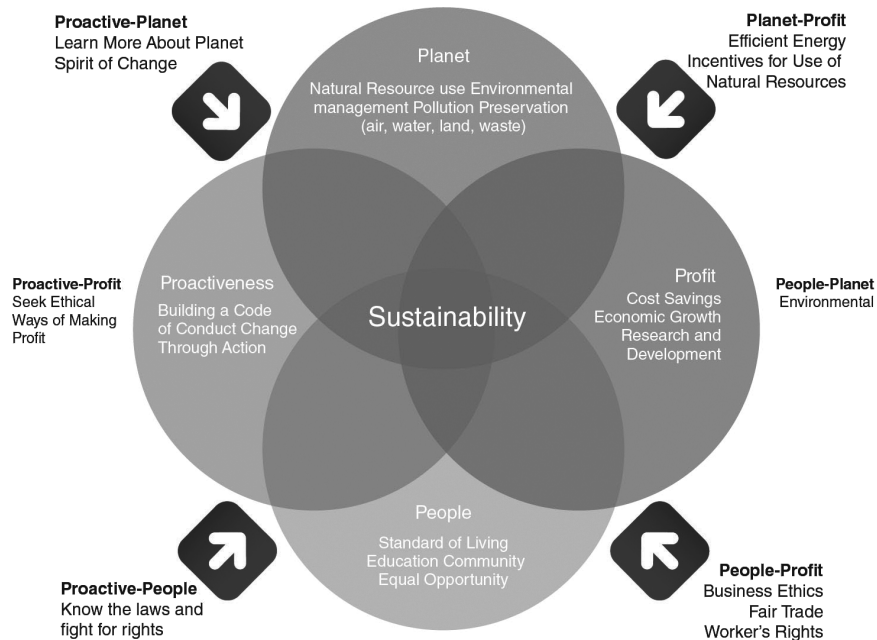 Proactive-Planet
Learn More About Planet
Spirit of Change
Planet-Profit
Efficient Energy
Incentives for Use of
Natural Resources
Planet
Natural Resource use Environmental
management Pollution Preservation
(air, water, land, waste)
Proactive-Profit
Seek Ethical
Ways of Making
Profit
Proactiveness
Building a Code
of Conduct Change
Through Action
Sustainability
Profit
Cost Savings
Economic Growth
Research and
Development
People-Planet
Environmental
People
Standard of Living
Education Community
Equal Opportunity
Proactive-People
Know the laws and
fight for rights
People-Profit
Business Ethics
Fair Trade
Worker's Rights